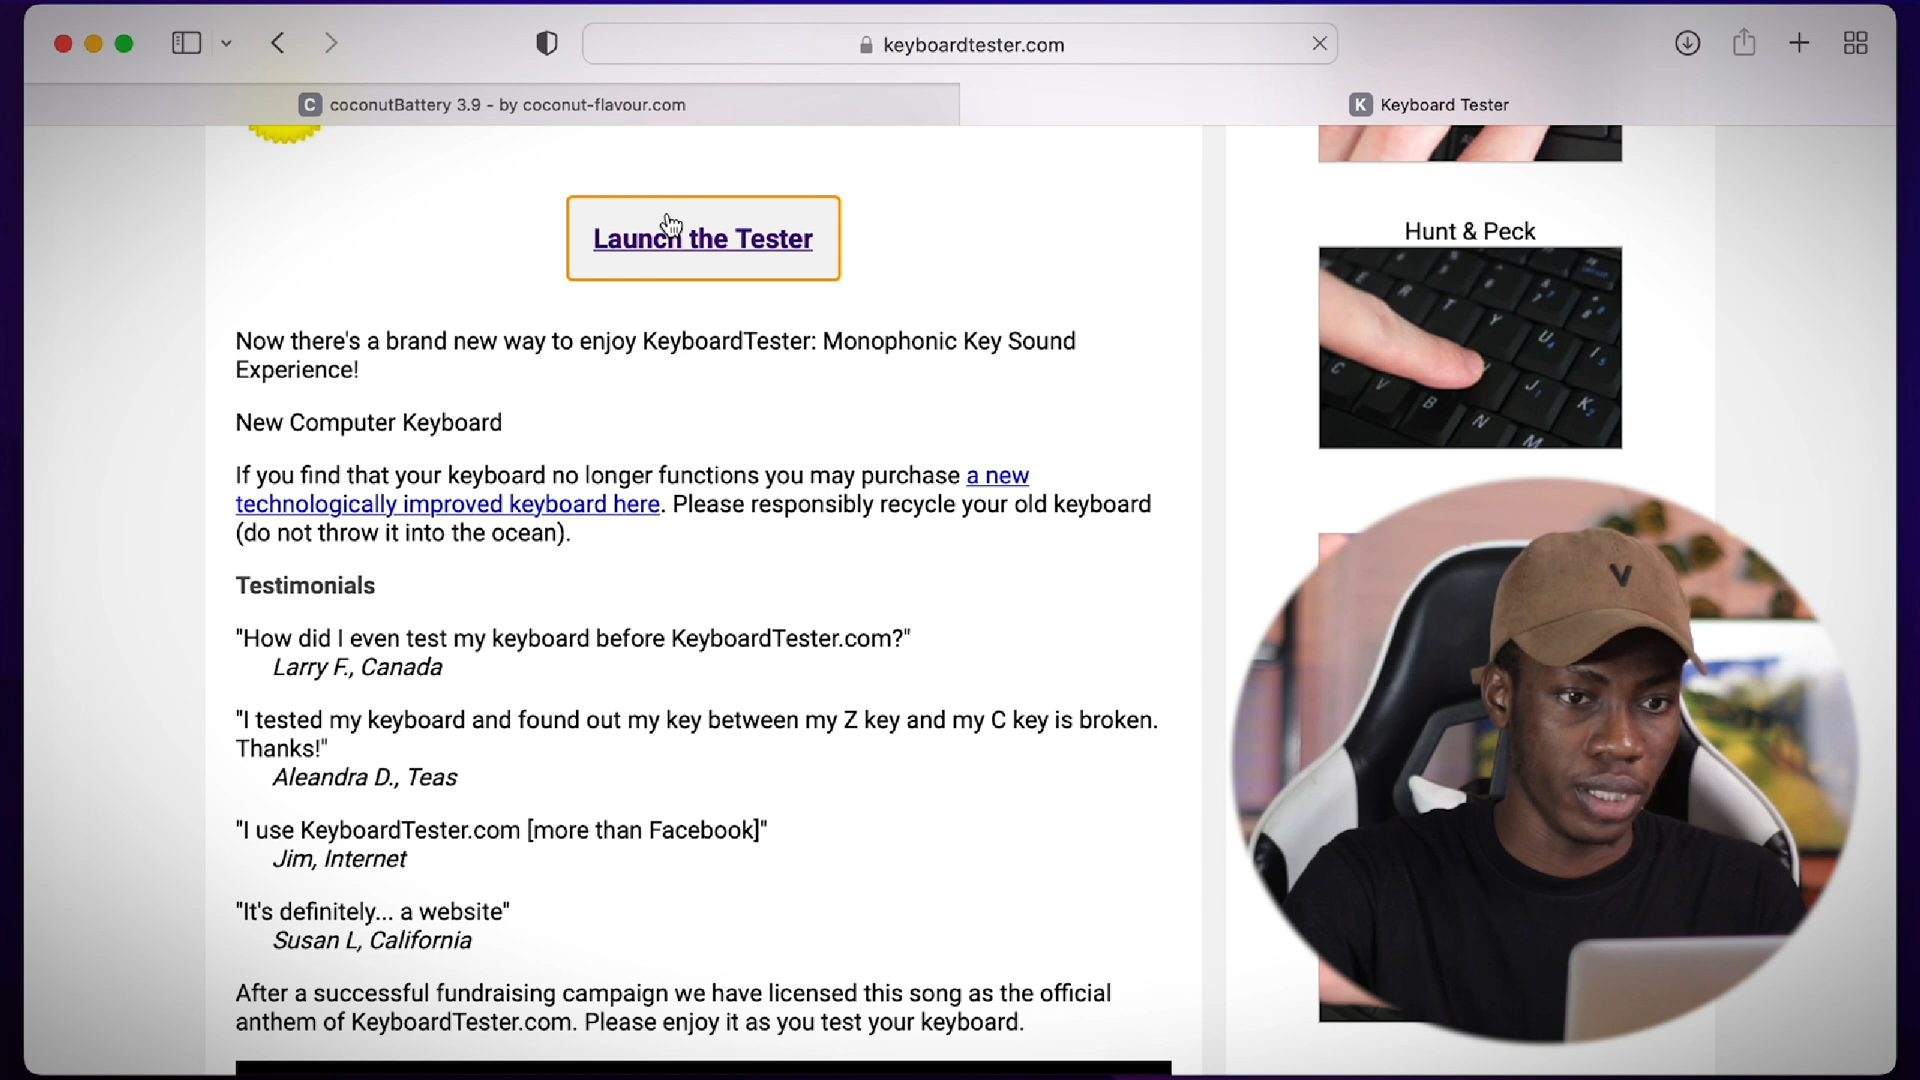 keyboardtester.com
C coconutBattery 3.9 - by coconut-flavour.com
K Keyboard Tester
Launch the Tester
Now there's a brand new way to enjoy KeyboardTester: Monophonic Key Sound
Experience!
New Computer Keyboard
If you find that your keyboard no longer functions you may purchase a new
technologically improved keyboard here. Please responsibly recycle your old keyboard
(do not throw it into the ocean).
Testimonials
"How did I even test my keyboard before KeyboardTester.com?"
Larry F., Canada
"I tested my keyboard and found out my key between my Z key and my C key is broken.
Thanks!"
Aleandra D., Teas
"I use KeyboardTester.com [more than Facebook]"
Jim, Internet
"It's definitely... a website"
Susan L, California
After a successful fundraising campaign we have licensed this song as the official
anthem of KeyboardTester.com. Please enjoy it as you test your keyboard.
Hunt & Peck
E R T Y U I
J K
C V B N M
V